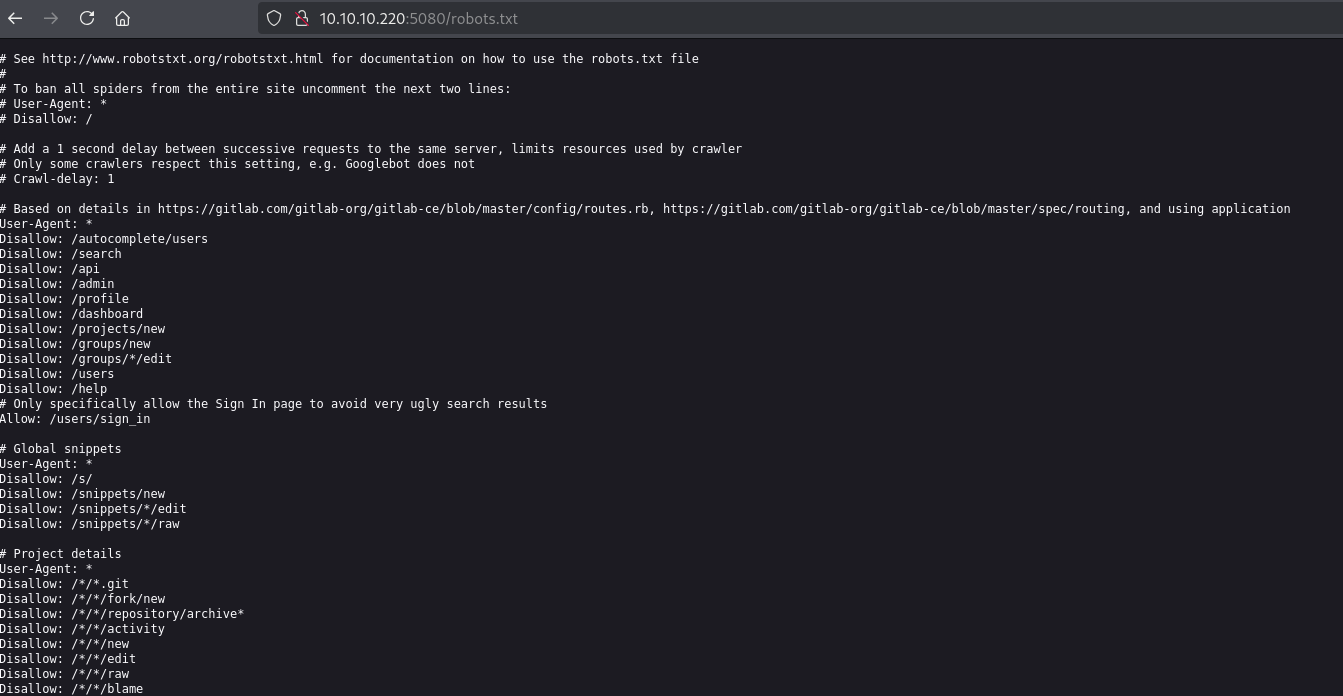 10.10.10.220:5080/robots.txt
# See http://www.robotstxt.org/robotstxt.html for documentation on how to use the robots.txt file
#
# To ban all spiders from the entire site uncomment the next two lines:
# User-Agent: *
# Disallow: /
# Add a 1 second delay between successive requests to the same server, limits resources used by crawler
# Only some crawlers respect this setting, e.g. Googlebot does not
# Crawl-delay: 1
# Based on details in https://gitlab.com/gitlab-org/gitlab-ce/blob/master/config/routes.rb, https://gitlab.com/gitlab-org/gitlab-ce/blob/master/spec/routing, and using application
User-Agent: *
Disallow: /autocomplete/users
Disallow: /search
Disallow: /api
Disallow: /admin
Disallow: /profile
Disallow: /dashboard
Disallow: /projects/new
Disallow: /groups/new
Disallow: /groups/*/edit
Disallow: /users
Disallow: /help
# Only specifically allow the Sign In page to avoid very ugly search results
Allow: /users/sign_in
# Global snippets
User-Agent: *
Disallow: /s/
Disallow: /snippets/new
Disallow: /snippets/*/edit
Disallow: /snippets/*/raw
# Project details
User-Agent: *
Disallow: /*/*.git
Disallow: /*/*/fork/new
Disallow: /*/*/repository/archive*
Disallow: /*/*/activity
Disallow: /*/*/new
Disallow: /*/*/edit
Disallow: /*/*/raw
Disallow: /*/*/blame